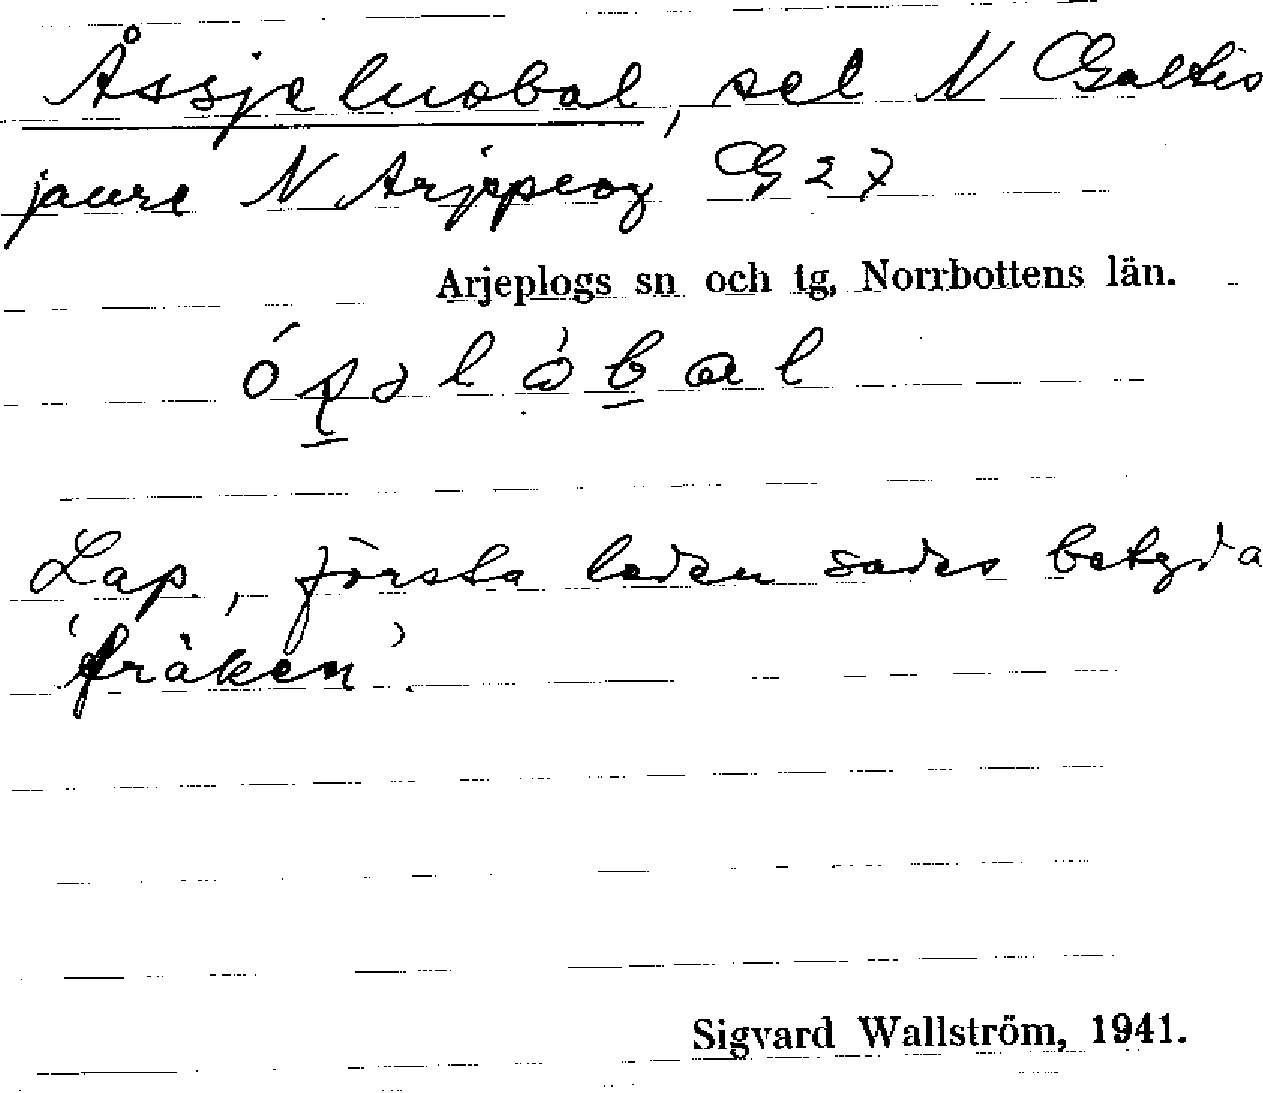 Åssjeluobal, sel N Galtis
jaure N Arjepeog G 27
Arjeplogs sn och tg, Norrbottens län.
Lap., första leden sades betyda
'fräken'.
Sigvard Wallström, 1941.